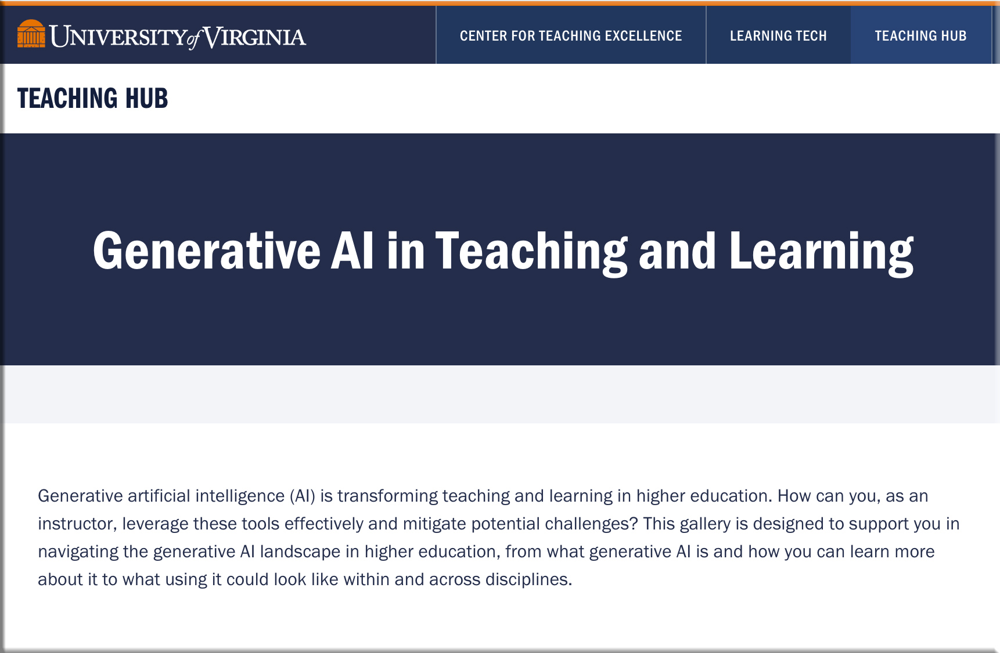 UNIVERSITY of VIRGINIA
CENTER FOR TEACHING EXCELLENCE
LEARNING TECH
TEACHING HUB
TEACHING HUB
Generative AI in Teaching and Learning
Generative artificial intelligence (AI) is transforming teaching and learning in higher education. How can you, as an
instructor, leverage these tools effectively and mitigate potential challenges? This gallery is designed to support you in
navigating the generative AI landscape in higher education, from what generative AI is and how you can learn more
about it to what using it could look like within and across disciplines.